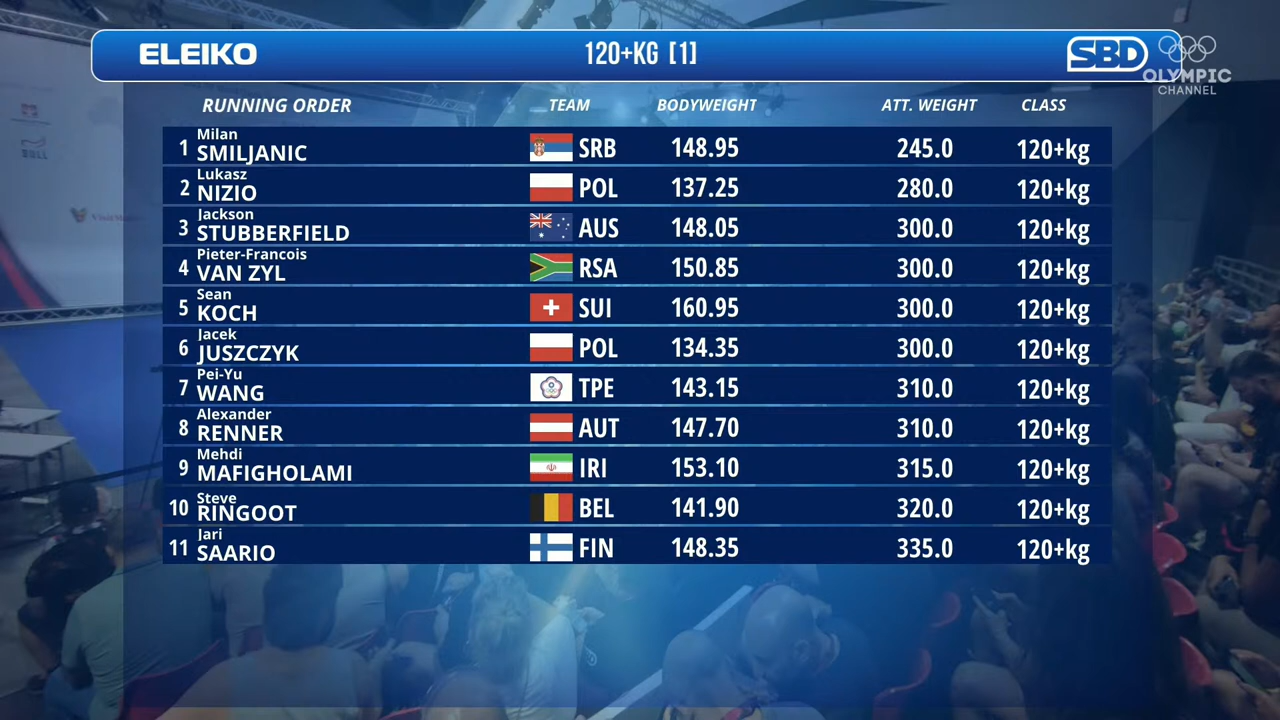 ELEIKO 120+KG [1] SBD
OLYMPIC
CHANNEL
RUNNING ORDER TEAM BODYWEIGHT ATT. WEIGHT CLASS
1 Milan SMILJANIC SRB 148.95 245.0 120+kg
2 Lukasz NIZIO POL 137.25 280.0 120+kg
3 Jackson STUBBERFIELD AUS 148.05 300.0 120+kg
4 Pieter-Francois VAN ZYL RSA 150.85 300.0 120+kg
5 Sean KOCH SUI 160.95 300.0 120+kg
6 Jacek JUSZCZYK POL 134.35 300.0 120+kg
7 Pei-Yu WANG TPE 143.15 310.0 120+kg
8 Alexander RENNER AUT 147.70 310.0 120+kg
9 Mehdi MAFIGHOLAMI IRI 153.10 315.0 120+kg
10 Steve RINGOOT BEL 141.90 320.0 120+kg
11 Jari SAARIO FIN 148.35 335.0 120+kg